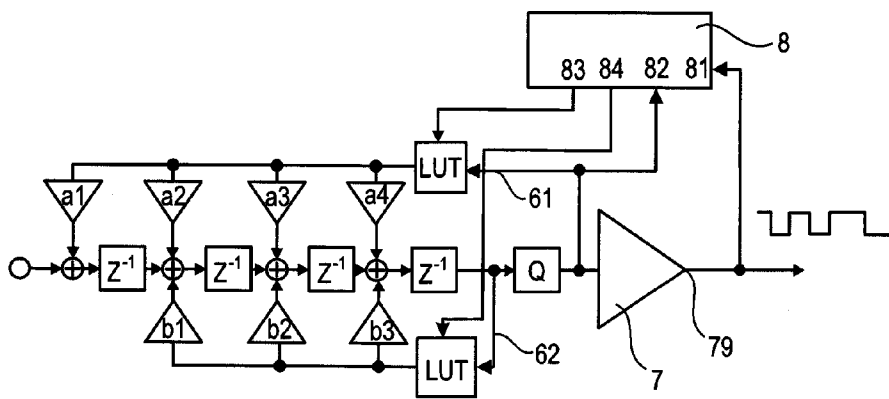 8
83 84 82 81
LUT
61
a1 a2 a3 a4
Z⁻¹ Z⁻¹ Z⁻¹ Z⁻¹ Q
b1 b2 b3
LUT
62
7
79